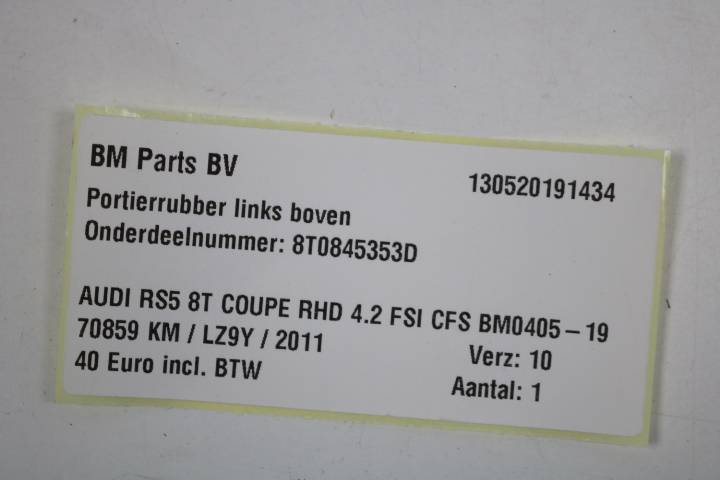 BM Parts BV
130520191434
Portierrubber links boven
Onderdeelnummer: 8T0845353D
AUDI RS5 8T COUPE RHD 4.2 FSI CFS BM0405-19
70859 KM / LZ9Y / 2011
Verz: 10
40 Euro incl. BTW
Aantal: 1